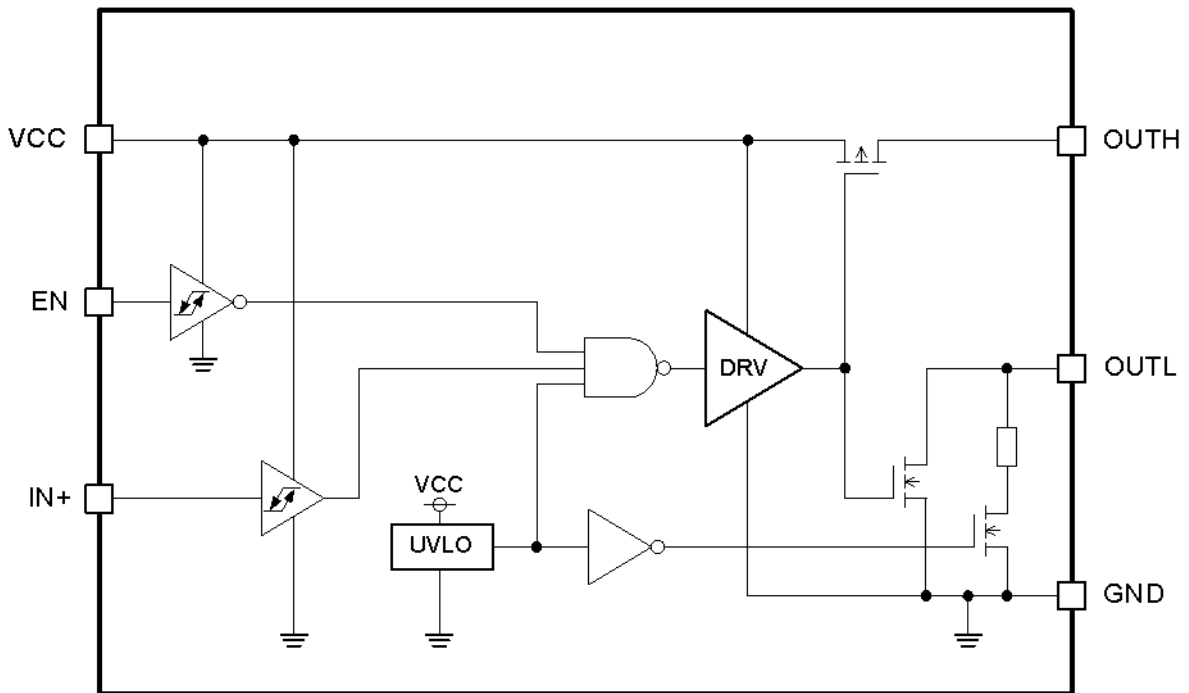 VCC
OUTH
EN
DRV
OUTL
IN+
VCC
UVLO
GND